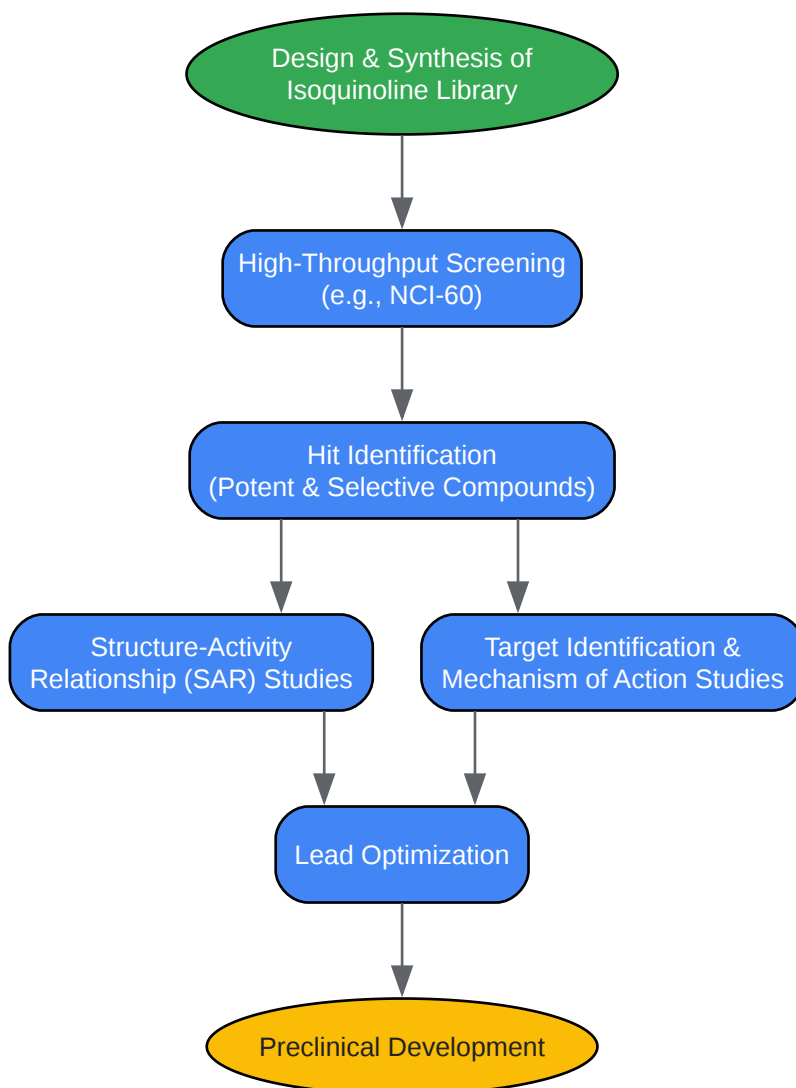 Design & Synthesis of
Isoquinoline Library
High-Throughput Screening
(e.g., NCI-60)
Hit Identification
(Potent & Selective Compounds)
Structure-Activity
Relationship (SAR) Studies
Target Identification &
Mechanism of Action Studies
Lead Optimization
Preclinical Development